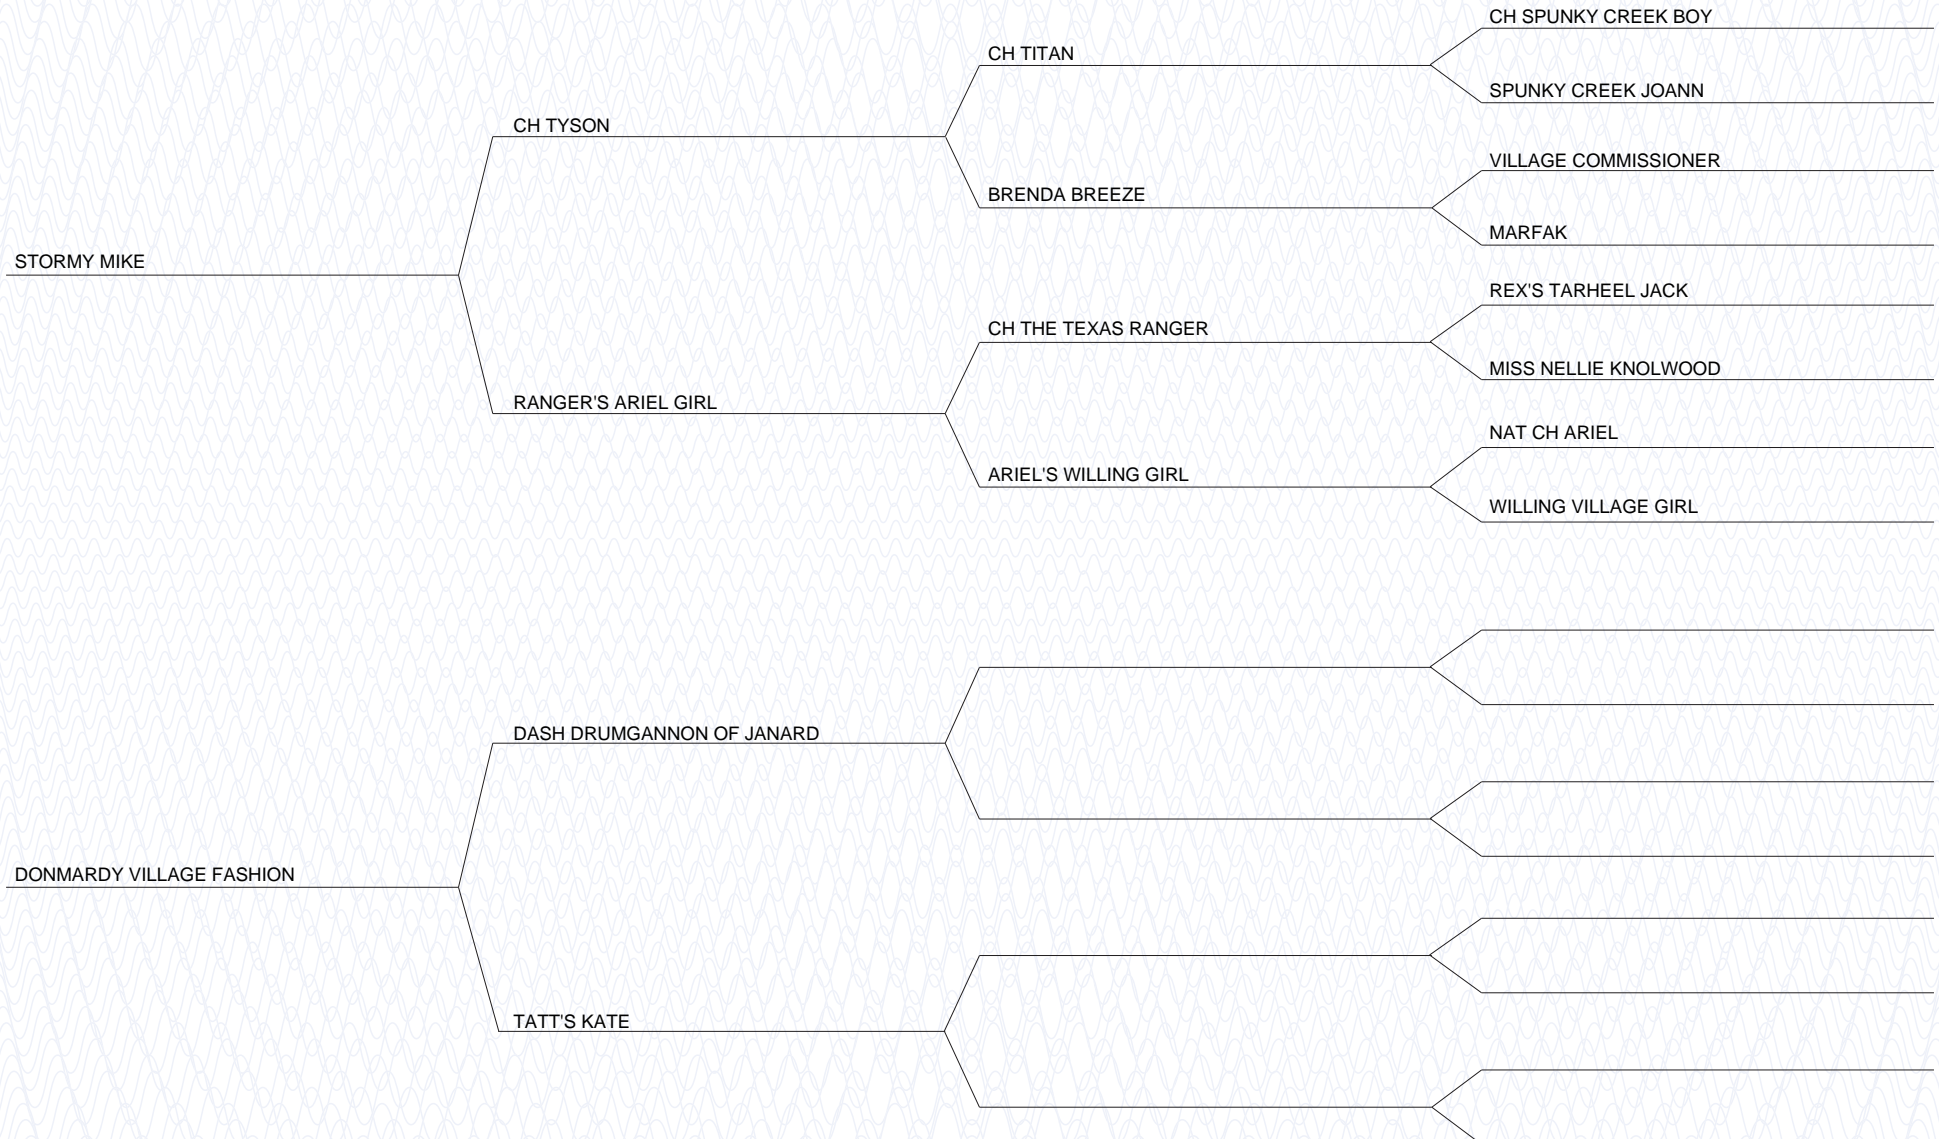 STORMY MIKE
CH TYSON
RANGER'S ARIEL GIRL
CH TITAN
BRENDA BREEZE
CH THE TEXAS RANGER
ARIEL'S WILLING GIRL
CH SPUNKY CREEK BOY
SPUNKY CREEK JOANN
VILLAGE COMMISSIONER
MARFAK
REX'S TARHEEL JACK
MISS NELLIE KNOLWOOD
NAT CH ARIEL
WILLING VILLAGE GIRL
DONMARDY VILLAGE FASHION
DASH DRUMGANNON OF JANARD
TATT'S KATE